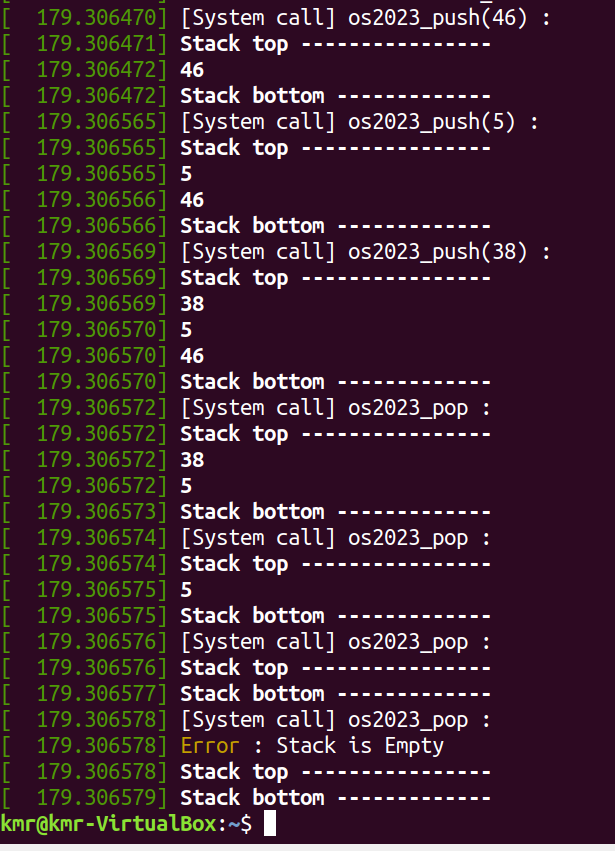 [  179.306470] [System call] os2023_push(46) :
[  179.306471] Stack top ----------------
[  179.306472] 46
[  179.306472] Stack bottom -------------
[  179.306565] [System call] os2023_push(5) :
[  179.306565] Stack top ----------------
[  179.306565] 5
[  179.306566] 46
[  179.306566] Stack bottom -------------
[  179.306569] [System call] os2023_push(38) :
[  179.306569] Stack top ----------------
[  179.306569] 38
[  179.306570] 5
[  179.306570] 46
[  179.306570] Stack bottom -------------
[  179.306572] [System call] os2023_pop :
[  179.306572] Stack top ----------------
[  179.306572] 38
[  179.306572] 5
[  179.306573] Stack bottom -------------
[  179.306574] [System call] os2023_pop :
[  179.306574] Stack top ----------------
[  179.306575] 5
[  179.306575] Stack bottom -------------
[  179.306576] [System call] os2023_pop :
[  179.306576] Stack top ----------------
[  179.306577] Stack bottom -------------
[  179.306578] [System call] os2023_pop :
[  179.306578] Error : Stack is Empty
[  179.306578] Stack top ----------------
[  179.306579] Stack bottom -------------
kmr@kmr-VirtualBox:~$